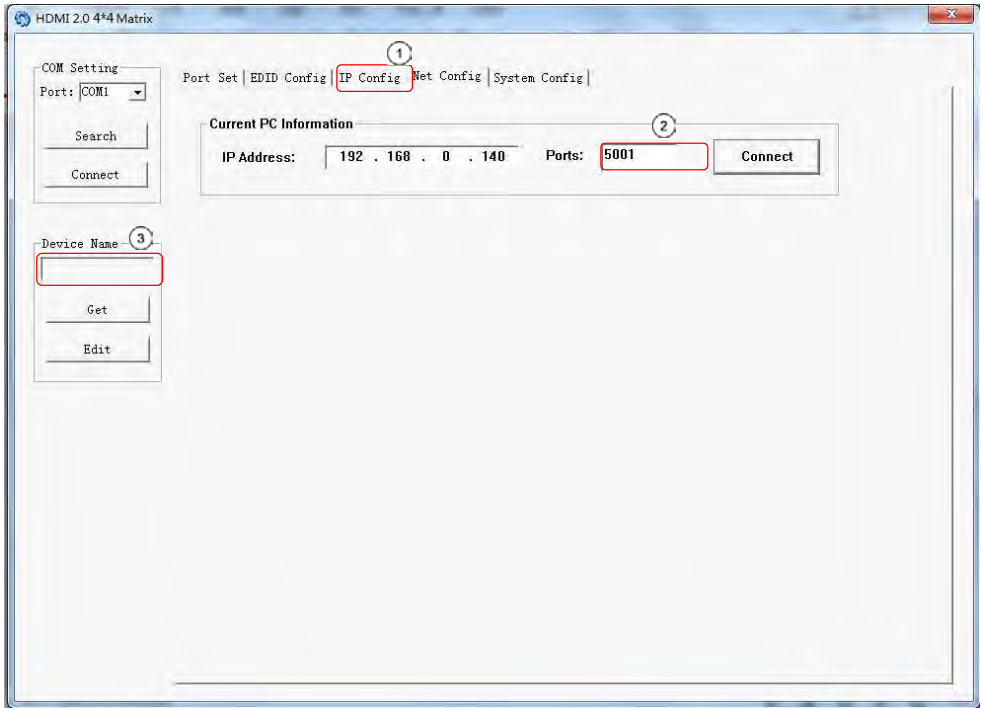 HDMI 2.0 4*4 Matrix
x
1
COM Setting
Port: COM1
Search
Connect
Port Set | EDID Config | IP Config Net Config | System Config |
Current PC Information
2
IP Address: 192 . 168 . 0 . 140 Ports: 5001 Connect
Device Name
3
Get
Edit